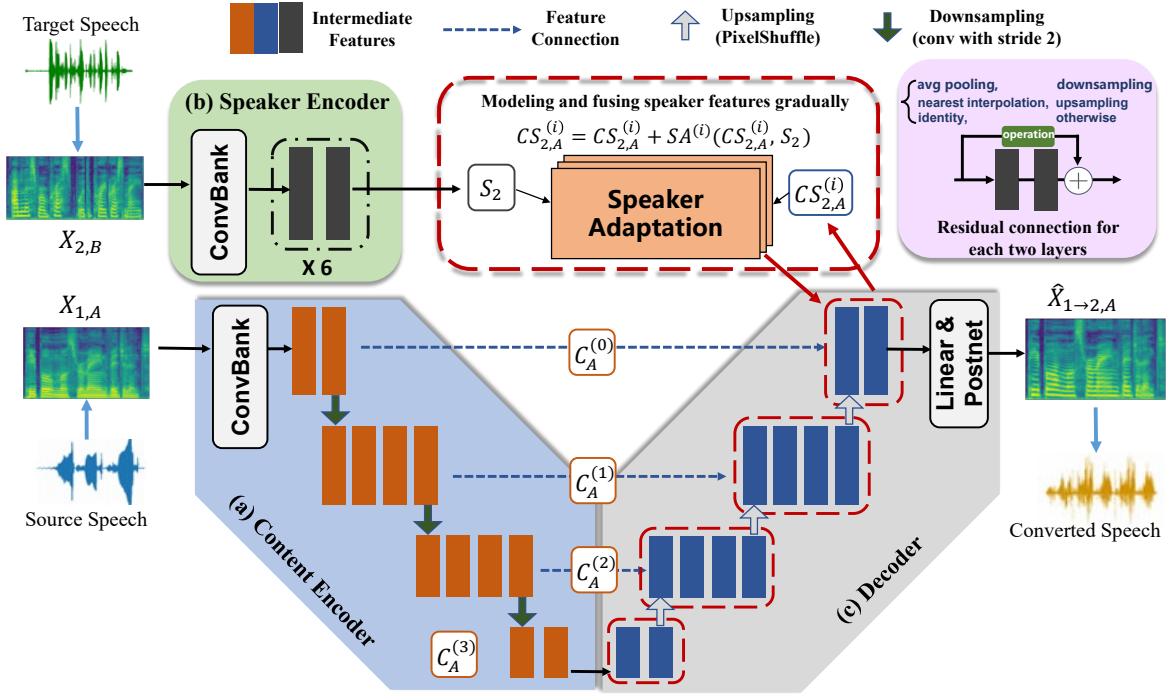 Target Speech
Intermediate
Features
Feature
Connection
Upsampling
(PixelShuffle)
Downsampling
(conv with stride 2)
(b) Speaker Encoder
ConvBank
X 6
X_{2,B}
Modeling and fusing speaker features gradually
CS_{2,A}^{(i)} = CS_{2,A}^{(i)} + SA^{(i)}(CS_{2,A}^{(i)}, S_2)
S_2
Speaker
Adaptation
CS_{2,A}^{(i)}
avg pooling, downsampling
nearest interpolation, upsampling
identity, otherwise
operation
Residual connection for
each two layers
X_{1,A}
ConvBank
C_A^{(0)}
Linear &
Postnet
X̂_{1→2,A}
C_A^{(1)}
Source Speech
(a) Content Encoder
C_A^{(2)}
(c) Decoder
Converted Speech
C_A^{(3)}